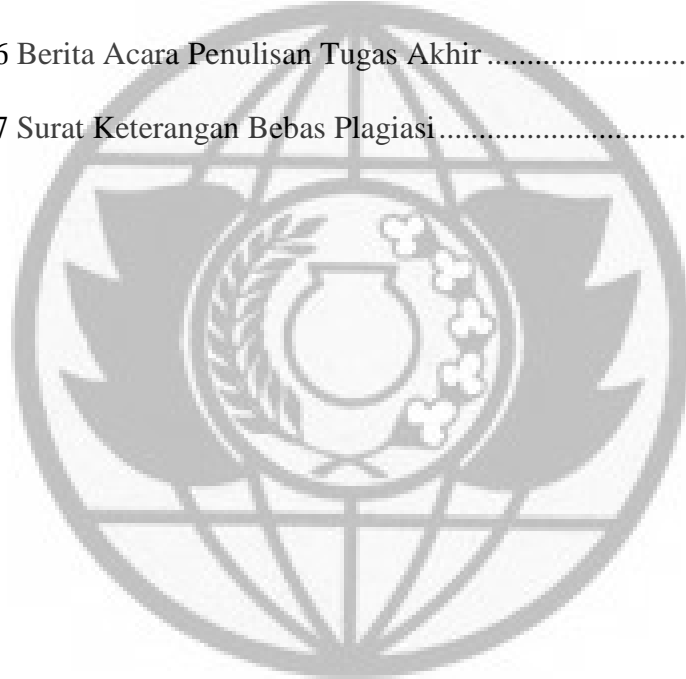 6 Berita Acara Penulisan Tugas Akhir .......................
7 Surat Keterangan Bebas Plagiasi ............................